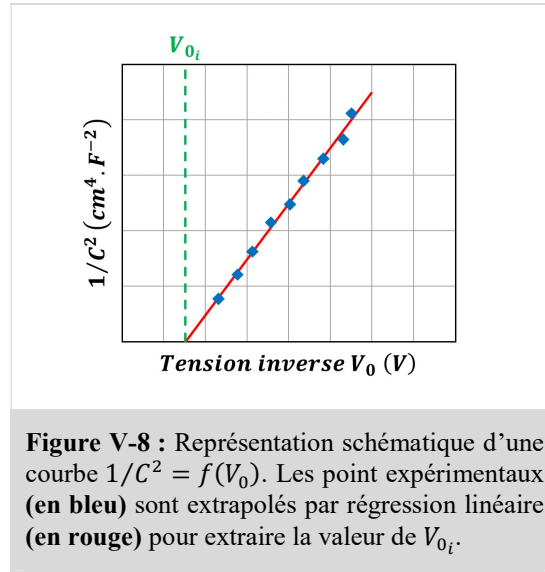 V₀ᵢ
1/C² (cm⁴.F⁻²)
Tension inverse V₀ (V)
Figure V-8 : Représentation schématique d'une
courbe 1/C² = f(V₀). Les point expérimentaux
(en bleu) sont extrapolés par régression linéaire
(en rouge) pour extraire la valeur de V₀ᵢ.